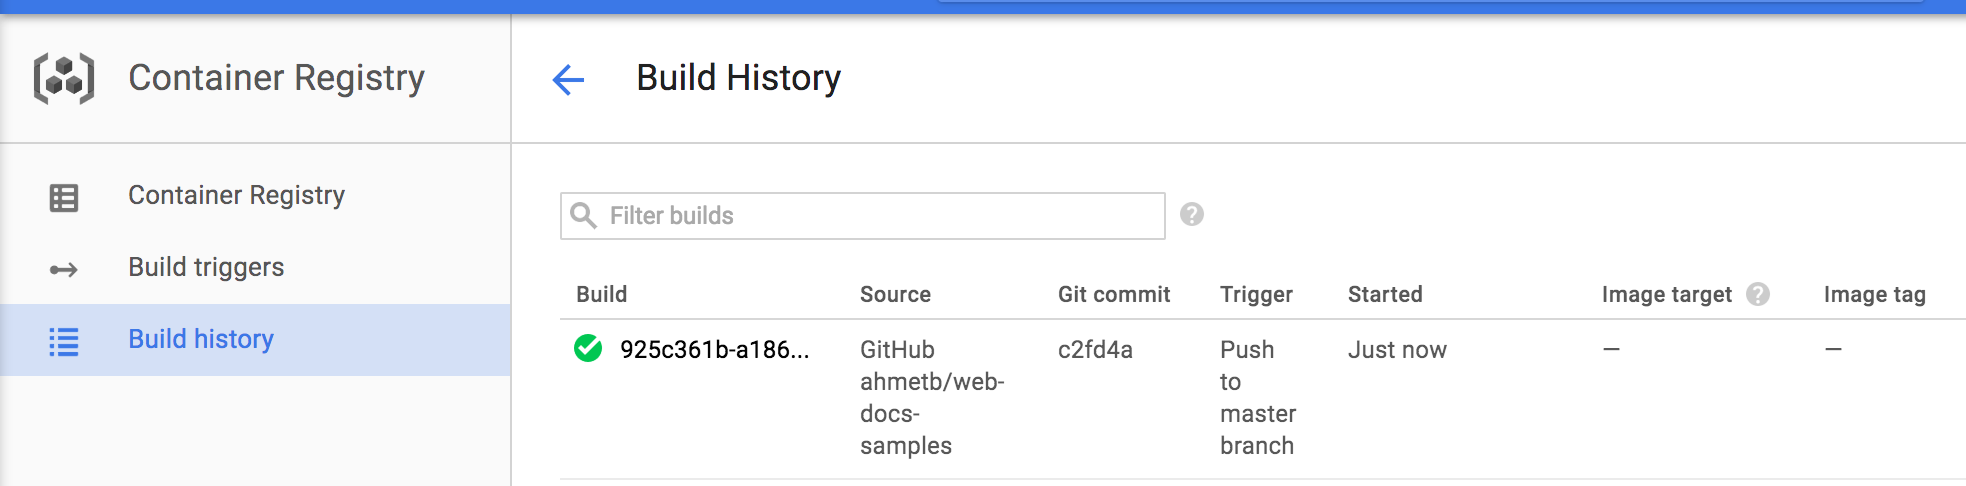 Container Registry
Build History
Container Registry
Build triggers
Build history
Filter builds
Build Source Git commit Trigger Started Image target Image tag
925c361b-a186... GitHub c2fd4a Push Just now — —
ahmetb/web- to
docs- master
samples branch